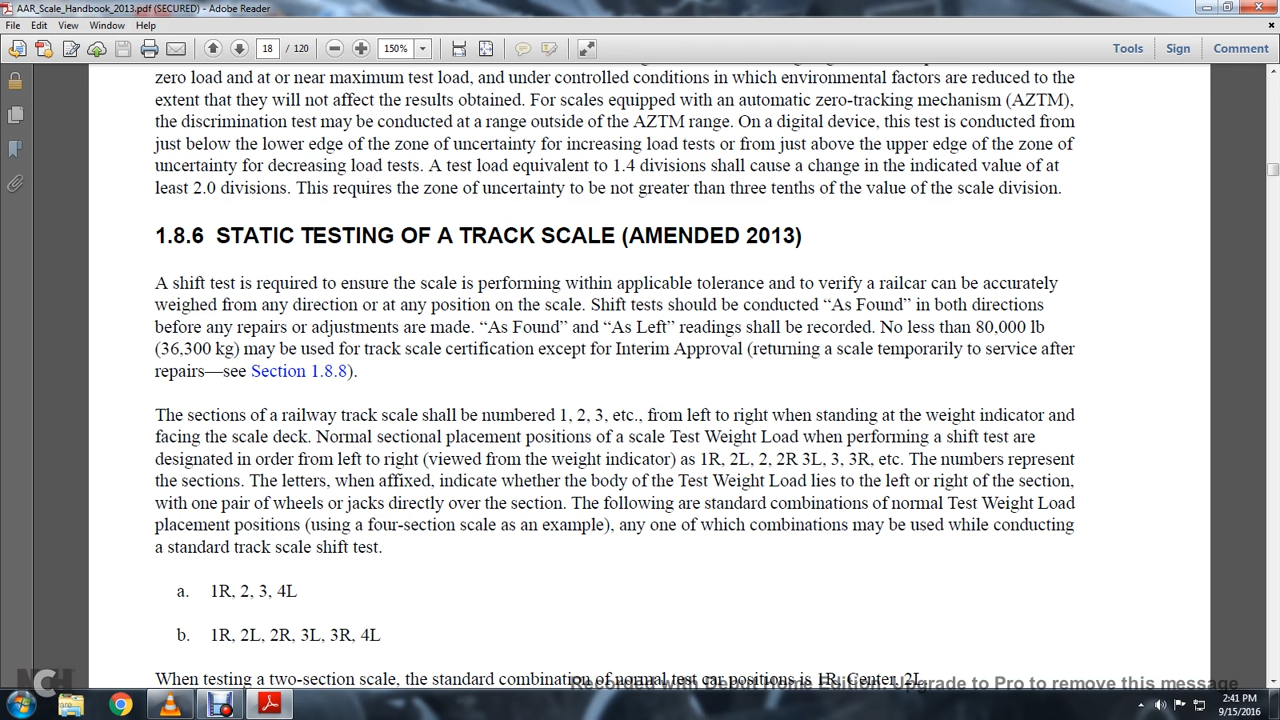 AAR_Scale_Handbook_2013.pdf (SECURED) - Adobe Reader
File Edit View Window Help
18 / 120 150% Tools Sign Comment
zero load and at or near maximum test load, and under controlled conditions in which environmental factors are reduced to the
extent that they will not affect the results obtained. For scales equipped with an automatic zero-tracking mechanism (AZTM),
the discrimination test may be conducted at a range outside of the AZTM range. On a digital device, this test is conducted from
just below the lower edge of the zone of uncertainty for increasing load tests or from just above the upper edge of the zone of
uncertainty for decreasing load tests. A test load equivalent to 1.4 divisions shall cause a change in the indicated value of at
least 2.0 divisions. This requires the zone of uncertainty to be not greater than three tenths of the value of the scale division.
1.8.6 STATIC TESTING OF A TRACK SCALE (AMENDED 2013)
A shift test is required to ensure the scale is performing within applicable tolerance and to verify a railcar can be accurately
weighed from any direction or at any position on the scale. Shift tests should be conducted “As Found” in both directions
before any repairs or adjustments are made. “As Found” and “As Left” readings shall be recorded. No less than 80,000 lb
(36,300 kg) may be used for track scale certification except for Interim Approval (returning a scale temporarily to service after
repairs—see Section 1.8.8).
The sections of a railway track scale shall be numbered 1, 2, 3, etc., from left to right when standing at the weight indicator and
facing the scale deck. Normal sectional placement positions of a scale Test Weight Load when performing a shift test are
designated in order from left to right (viewed from the weight indicator) as 1R, 2L, 2, 2R 3L, 3, 3R, etc. The numbers represent
the sections. The letters, when affixed, indicate whether the body of the Test Weight Load lies to the left or right of the section,
with one pair of wheels or jacks directly over the section. The following are standard combinations of normal Test Weight Load
placement positions (using a four-section scale as an example), any one of which combinations may be used while conducting
a standard track scale shift test.
a. 1R, 2, 3, 4L
b. 1R, 2L, 2R, 3L, 3R, 4L
When testing a two-section scale, the standard combination of normal test car positions is 1R, Center, 2L.
NCH
Upgrade to Pro to remove this message
2:41 PM
9/15/2016